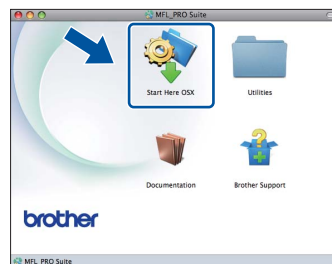 MFL_PRO Suite
Start Here OSX
Utilities
Documentation
Brother Support
brother
MFL_PRO Suite